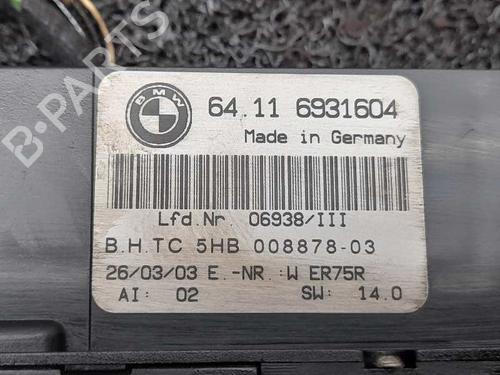 BMW
64.11 6931604
Made in Germany
Lfd.Nr 06938/III
B.H.TC 5HB 008878-03
26/03/03 E.-NR.:W ER75R
AI: 02 SW: 14.0
B-PARTS